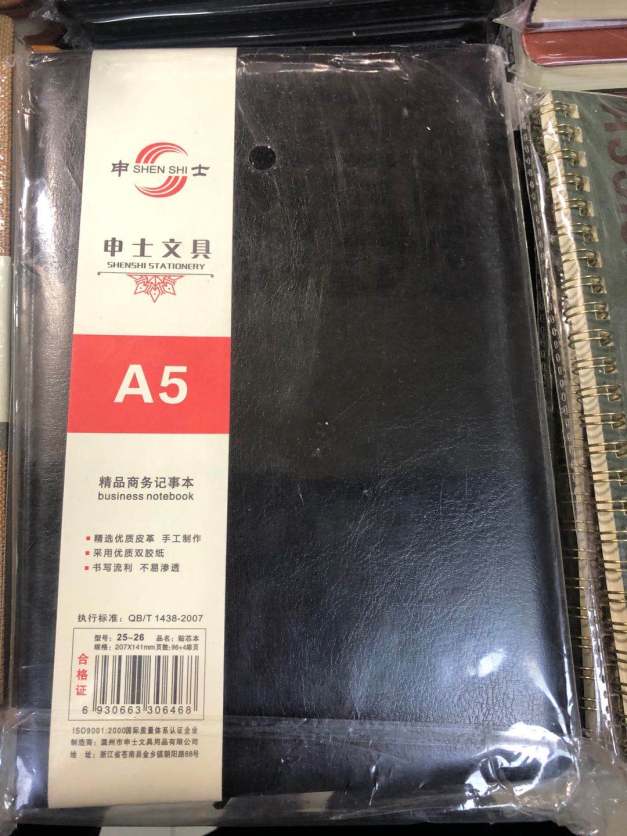 申 SHEN SHI 士
申士文具
SHENSHI STATIONERY
A5
精品商务记事本
business notebook
▪ 精选优质皮革 手工制作
▪ 采用优质双胶纸
▪ 书写流利 不易渗透
执行标准：QB/T 1438-2007
合格证
型号：25-26 品名：软芯本
规格：207X141mm 页数：96+4扉页
6 930663 306468
ISO9001:2000国际质量体系认证企业
制造商：温州市申士文具用品有限公司
地 址：浙江省苍南县金乡镇朝阳路88号